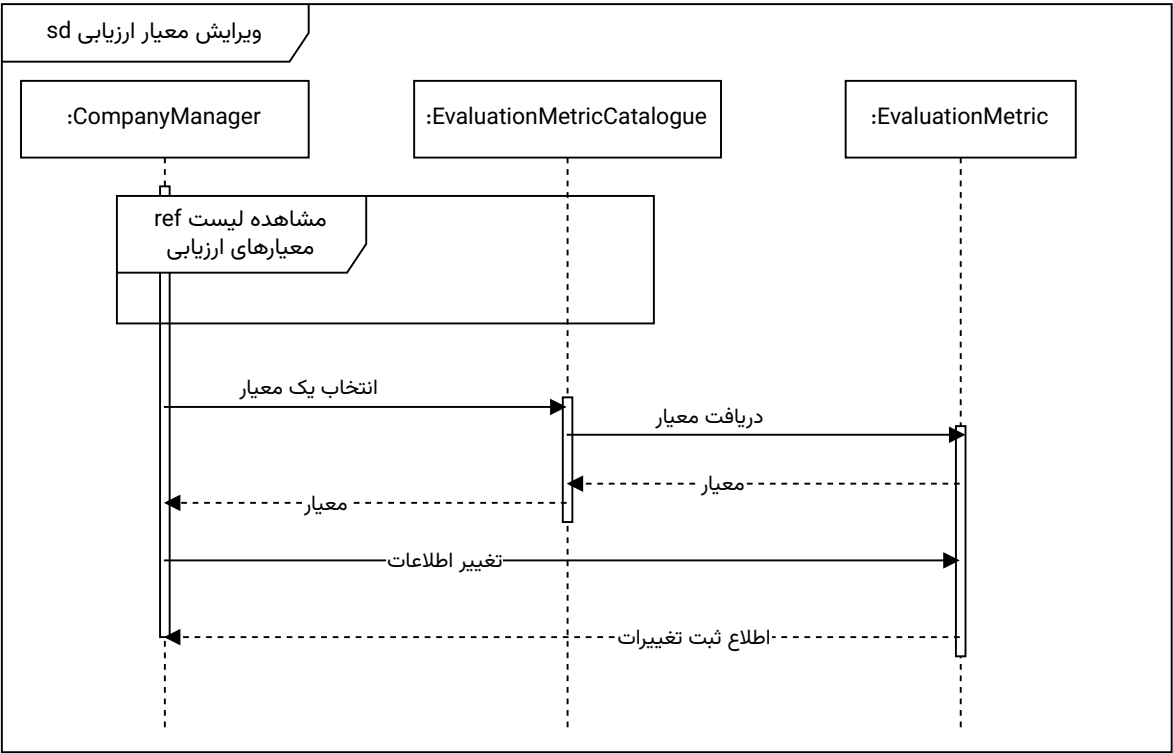 ویرایش معیار ارزیابی sd
:CompanyManager
:EvaluationMetricCatalogue
:EvaluationMetric
مشاهده لیست ref
معیارهای ارزیابی
انتخاب یک معیار
دریافت معیار
معیار
معیار
تغییر اطلاعات
اطلاع ثبت تغییرات